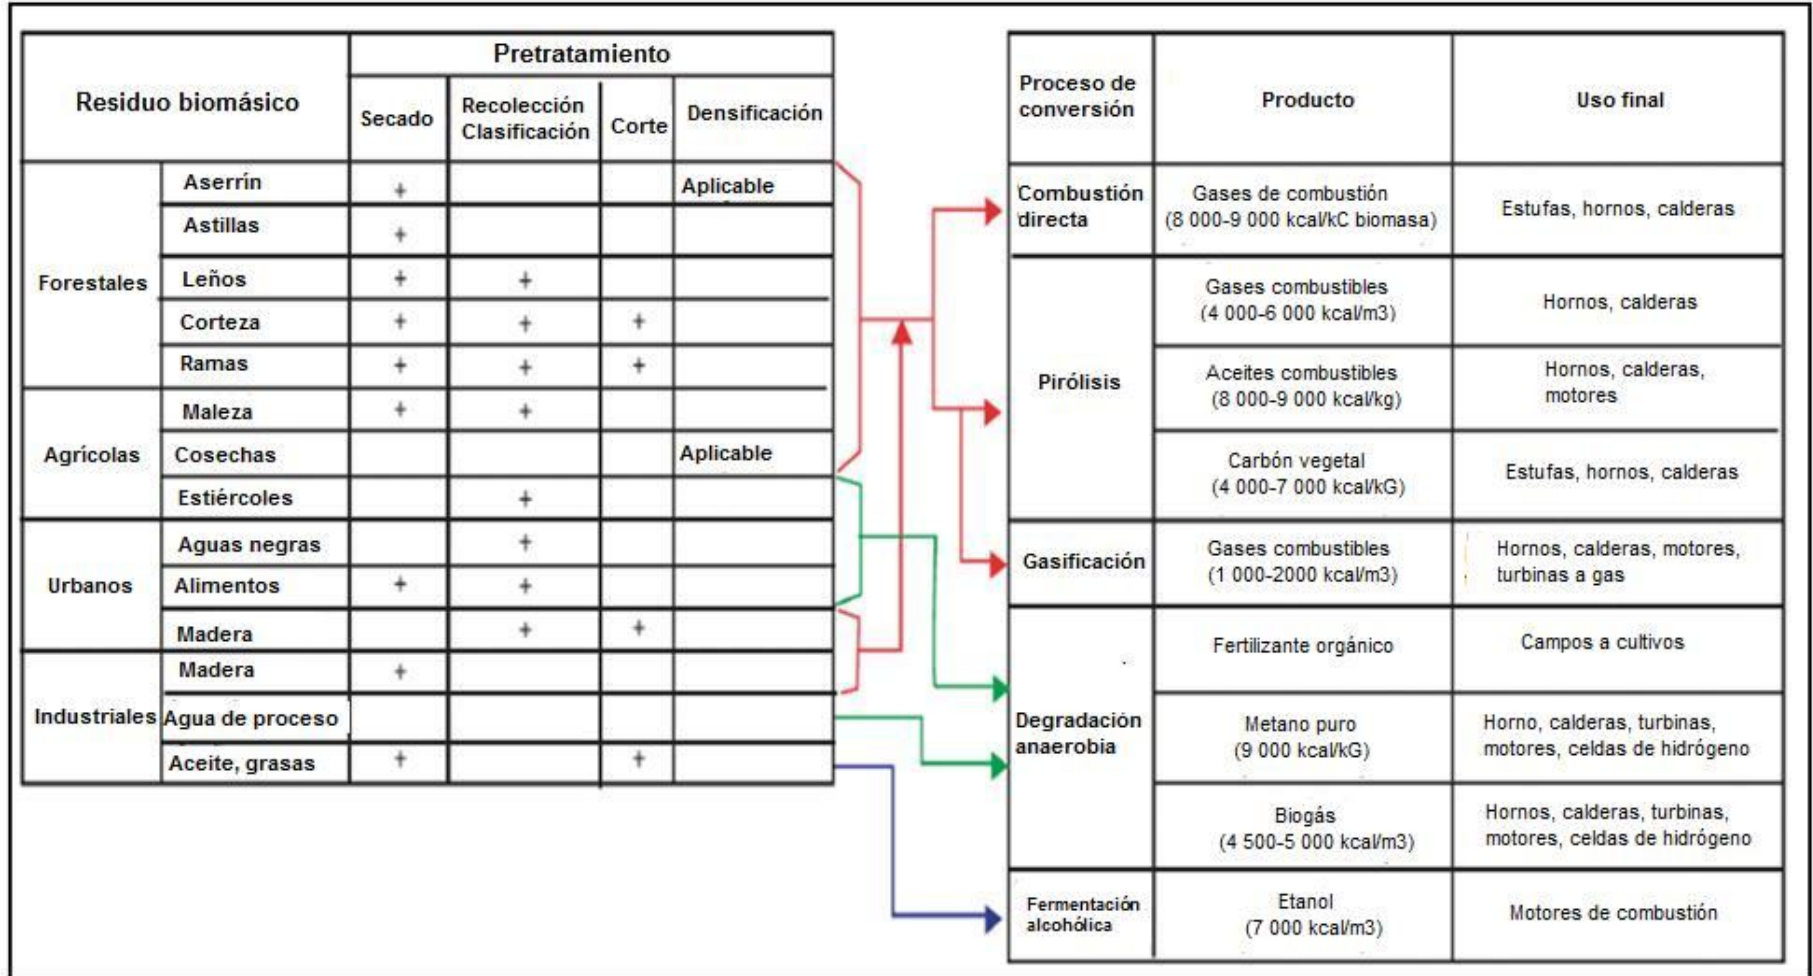 Residuo biomásico
Pretratamiento
Secado
Recolección
Clasificación
Corte
Densificación
Forestales
Aserrín
+
Aplicable
Astillas
+
Leños
+ +
Corteza
+ + +
Ramas
+ + +
Agrícolas
Maleza
+ +
Cosechas
Aplicable
Estiércoles
+
Urbanos
Aguas negras
+
Alimentos
+ +
Madera
+ +
Industriales
Madera
+
Agua de proceso
Aceite, grasas
+ +
Proceso de
conversión
Producto
Uso final
Combustión
directa
Gases de combustión
(8 000-9 000 kcal/kC biomasa)
Estufas, hornos, calderas
Pirólisis
Gases combustibles
(4 000-6 000 kcal/m3)
Hornos, calderas
Aceites combustibles
(8 000-9 000 kcal/kg)
Hornos, calderas,
motores
Carbón vegetal
(4 000-7 000 kcal/kG)
Estufas, hornos, calderas
Gasificación
Gases combustibles
(1 000-2000 kcal/m3)
Hornos, calderas, motores,
turbinas a gas
Degradación
anaerobia
Fertilizante orgánico
Campos a cultivos
Metano puro
(9 000 kcal/kG)
Horno, calderas, turbinas,
motores, celdas de hidrógeno
Biogás
(4 500-5 000 kcal/m3)
Hornos, calderas, turbinas,
motores, celdas de hidrógeno
Fermentación
alcohólica
Etanol
(7 000 kcal/m3)
Motores de combustión